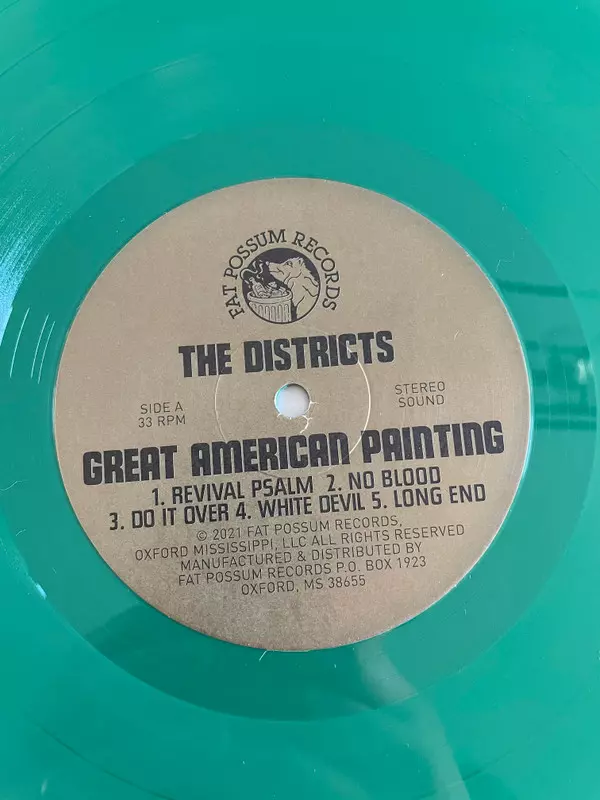 FAT POSSUM RECORDS
THE DISTRICTS
SIDE A
33 RPM
STEREO
SOUND
GREAT AMERICAN PAINTING
1. REVIVAL PSALM 2. NO BLOOD
3. DO IT OVER 4. WHITE DEVIL 5. LONG END
© 2021 FAT POSSUM RECORDS,
OXFORD MISSISSIPPI, LLC ALL RIGHTS RESERVED
MANUFACTURED & DISTRIBUTED BY
FAT POSSUM RECORDS P.O. BOX 1923
OXFORD, MS 38655